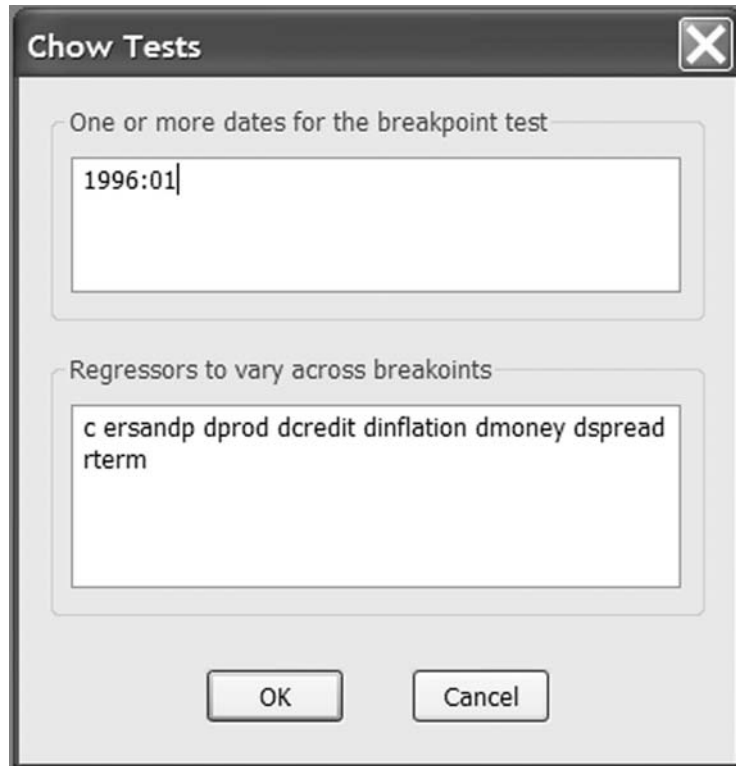 Chow Tests
One or more dates for the breakpoint test
1996:01
Regressors to vary across breakoints
c ersandp dprod dcredit dinflation dmoney dspread
rterm
OK
Cancel